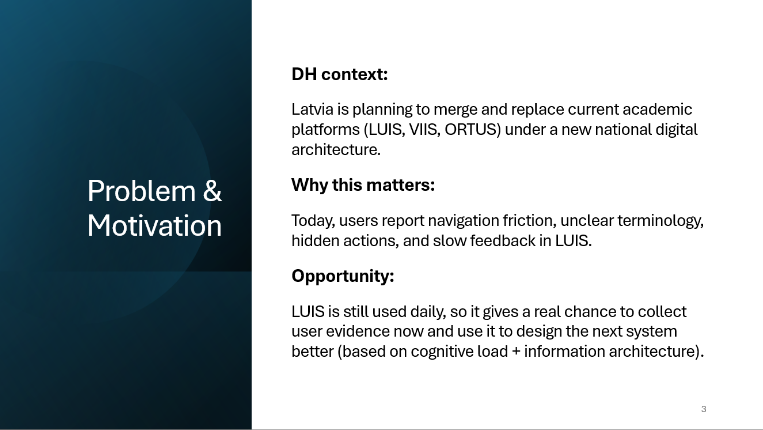 Problem &
Motivation
DH context:
Latvia is planning to merge and replace current academic
platforms (LUIS, VIIS, ORTUS) under a new national digital
architecture.
Why this matters:
Today, users report navigation friction, unclear terminology,
hidden actions, and slow feedback in LUIS.
Opportunity:
LUIS is still used daily, so it gives a real chance to collect
user evidence now and use it to design the next system
better (based on cognitive load + information architecture).
3